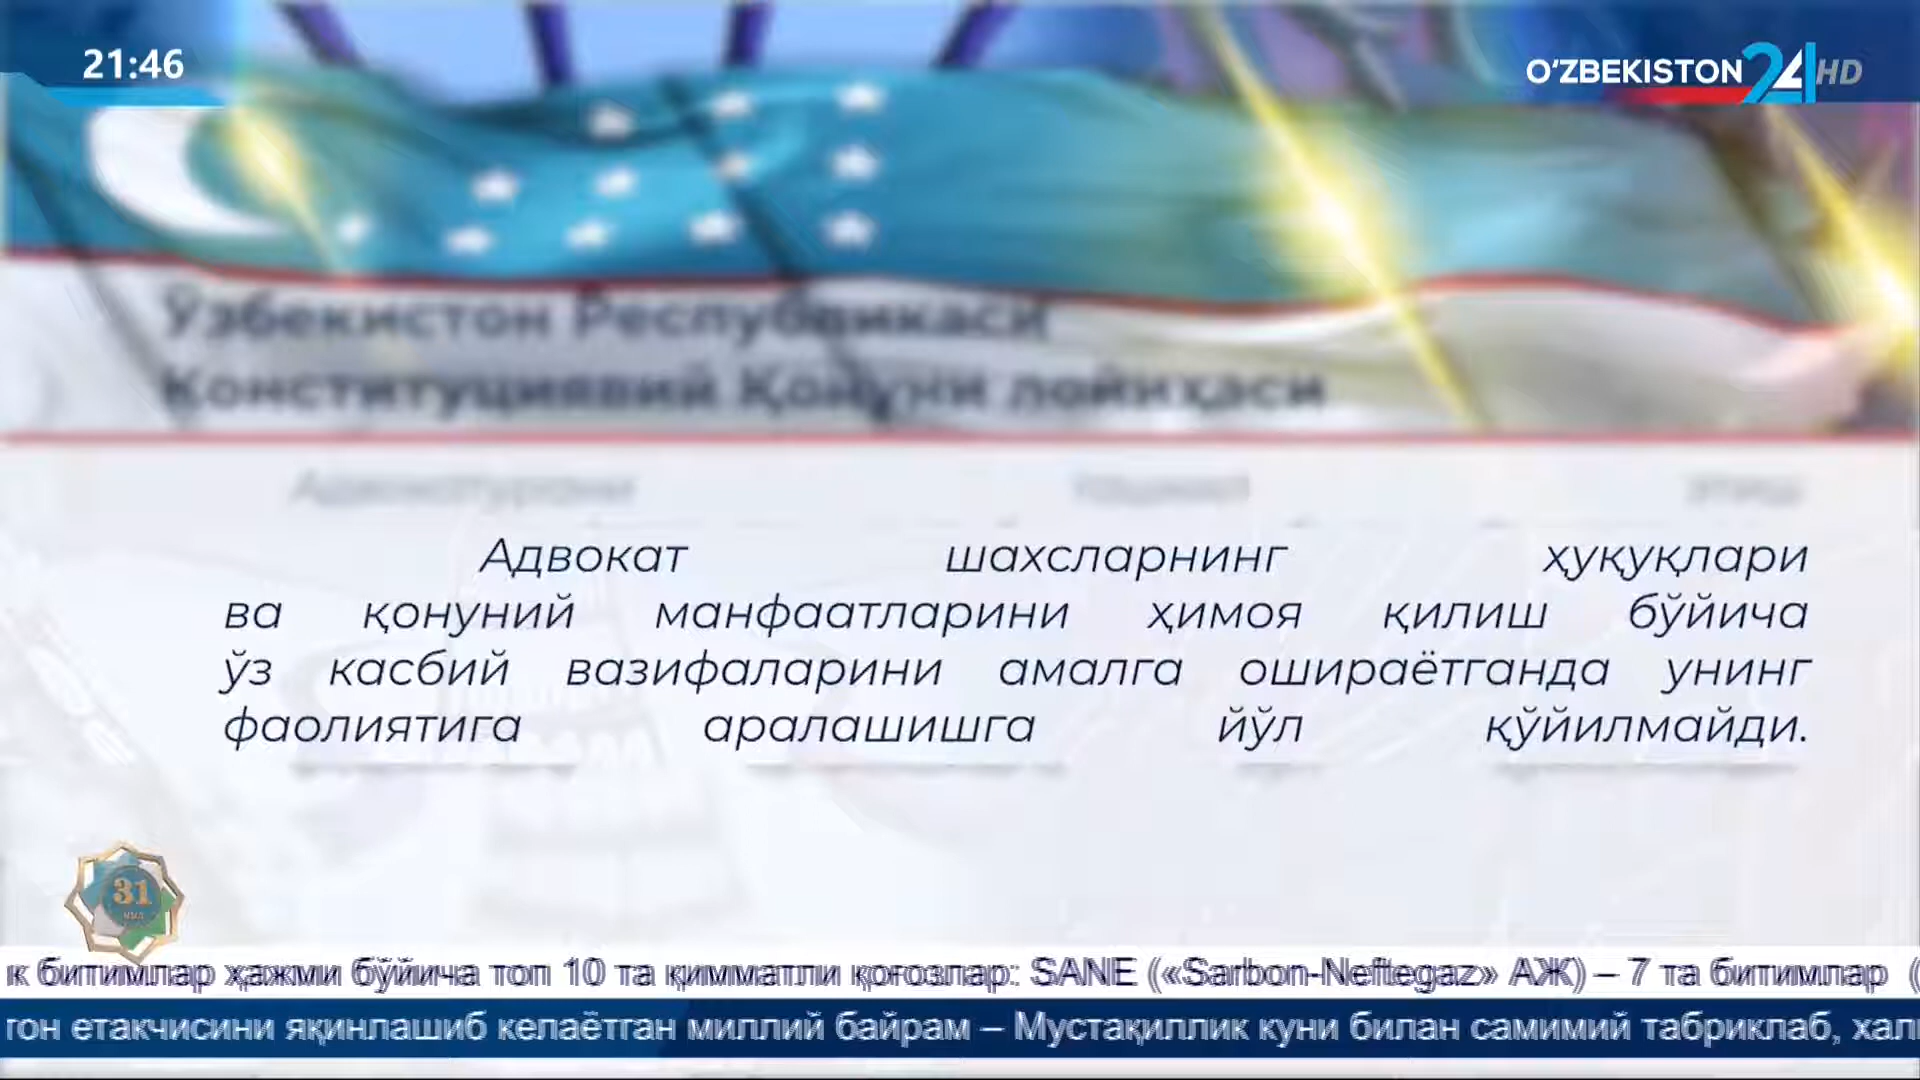 21:46
O‘ZBEKISTON 24 HD
Ўзбекистон Республикаси
Конституциявий Қонуни лойиҳаси
Адвокат шахсларнинг ҳуқуқлари
ва қонуний манфаатларини ҳимоя қилиш бўйича
ўз касбий вазифаларини амалга ошираётганда унинг
фаолиятига аралашишга йўл қўйилмайди.
31
к битимлар ҳажми бўйича топ 10 та қимматли қоғозлар: SANE («Sarbon-Neftegaz» АЖ) – 7 та битимлар (
гон етакчисини яқинлашиб келаётган миллий байрам – Мустақиллик куни билан самимий табриклаб, хал